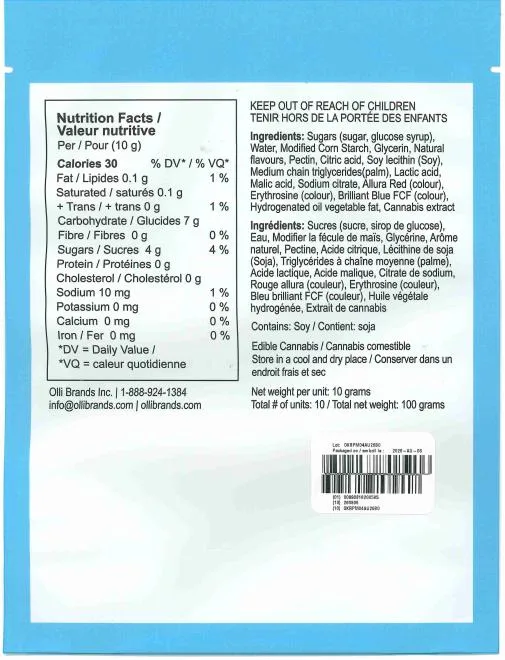 Nutrition Facts /
Valeur nutritive
Per / Pour (10 g)
Calories 30 % DV* / % VQ*
Fat / Lipides 0.1 g 1 %
Saturated / saturés 0.1 g
+ Trans / + trans 0 g 1 %
Carbohydrate / Glucides 7 g
Fibre / Fibres 0 g 0 %
Sugars / Sucres 4 g 4 %
Protein / Protéines 0 g
Cholesterol / Cholestérol 0 g
Sodium 10 mg 1 %
Potassium 0 mg 0 %
Calcium 0 mg 0 %
Iron / Fer 0 mg 0 %
*DV = Daily Value /
*VQ = caleur quotidienne
Olli Brands Inc. | 1-888-924-1384
info@ollibrands.com | ollibrands.com
KEEP OUT OF REACH OF CHILDREN
TENIR HORS DE LA PORTÉE DES ENFANTS
Ingredients: Sugars (sugar, glucose syrup),
Water, Modified Corn Starch, Glycerin, Natural
flavours, Pectin, Citric acid, Soy lecithin (Soy),
Medium chain triglycerides(palm), Lactic acid,
Malic acid, Sodium citrate, Allura Red (colour),
Erythrosine (colour), Brilliant Blue FCF (colour),
Hydrogenated oil vegetable fat, Cannabis extract
Ingrédients: Sucres (sucre, sirop de glucose),
Eau, Modifier la fécule de maïs, Glycérine, Arôme
naturel, Pectine, Acide citrique, Lécithine de soja
(Soja), Triglycérides à chaîne moyenne (palme),
Acide lactique, Acide malique, Citrate de sodium,
Rouge allura (couleur), Erythrosine (couleur),
Bleu brilliant FCF (couleur), Huile végétale
hydrogénée, Extrait de cannabis
Contains: Soy / Contient: soja
Edible Cannabis / Cannabis comestible
Store in a cool and dry place / Conserver dans un
endroit frais et sec
Net weight per unit: 10 grams
Total # of units: 10 / Total net weight: 100 grams
Lot: OKBPM04AU2680
Packaged on / emballé le :
(10) OKBPM04AU2680